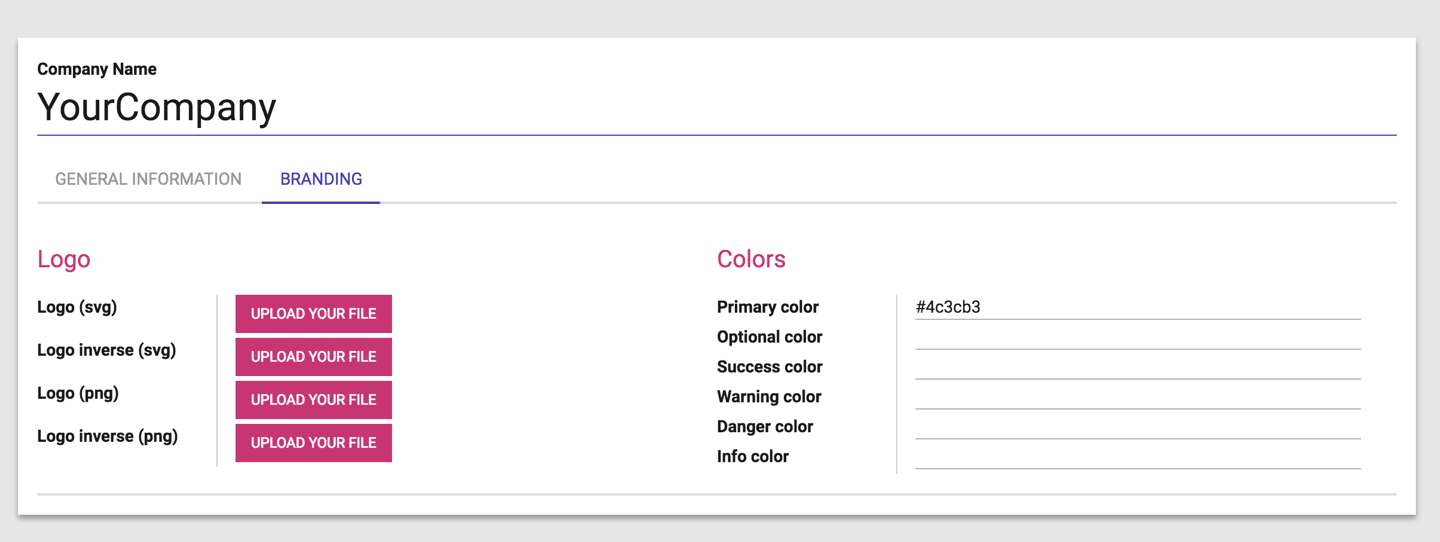 Company Name
YourCompany
GENERAL INFORMATION BRANDING
Logo
Logo (svg) UPLOAD YOUR FILE
Logo inverse (svg) UPLOAD YOUR FILE
Logo (png) UPLOAD YOUR FILE
Logo inverse (png) UPLOAD YOUR FILE
Colors
Primary color #4c3cb3
Optional color
Success color
Warning color
Danger color
Info color